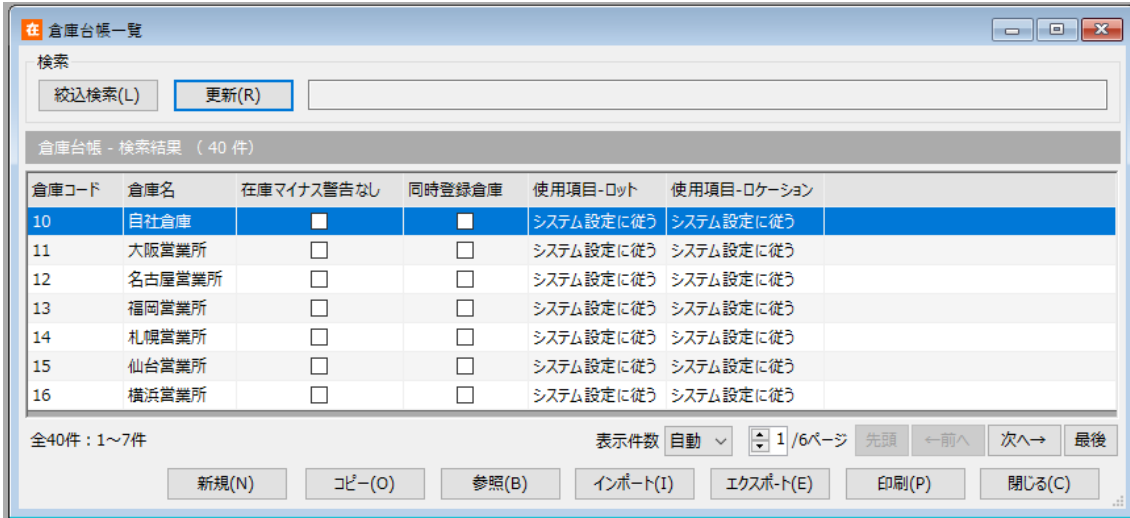 在 倉庫台帳一覧
検索
絞込検索(L) 更新(R)
倉庫台帳 - 検索結果 （ 40 件）
倉庫コード 倉庫名 在庫マイナス警告なし 同時登録倉庫 使用項目-ロット 使用項目-ロケーション
10 自社倉庫 システム設定に従う システム設定に従う
11 大阪営業所 システム設定に従う システム設定に従う
12 名古屋営業所 システム設定に従う システム設定に従う
13 福岡営業所 システム設定に従う システム設定に従う
14 札幌営業所 システム設定に従う システム設定に従う
15 仙台営業所 システム設定に従う システム設定に従う
16 横浜営業所 システム設定に従う システム設定に従う
全40件：1～7件 表示件数 自動 1 /6ページ 先頭 ←前へ 次へ→ 最後
新規(N) コピー(O) 参照(B) インポート(I) エクスポート(E) 印刷(P) 閉じる(C)